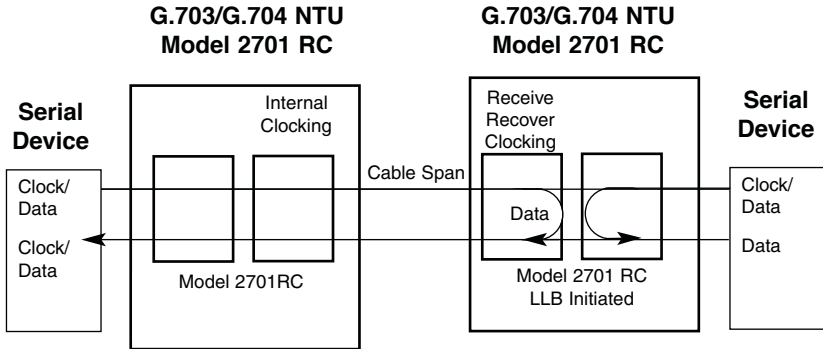 G.703/G.704 NTU
Model 2701 RC
G.703/G.704 NTU
Model 2701 RC
Serial
Device
Internal
Clocking
Receive
Recover
Clocking
Serial
Device
Cable Span
Clock/
Data
Clock/
Data
Data
Clock/
Data
Data
Model 2701RC
Model 2701 RC
LLB Initiated